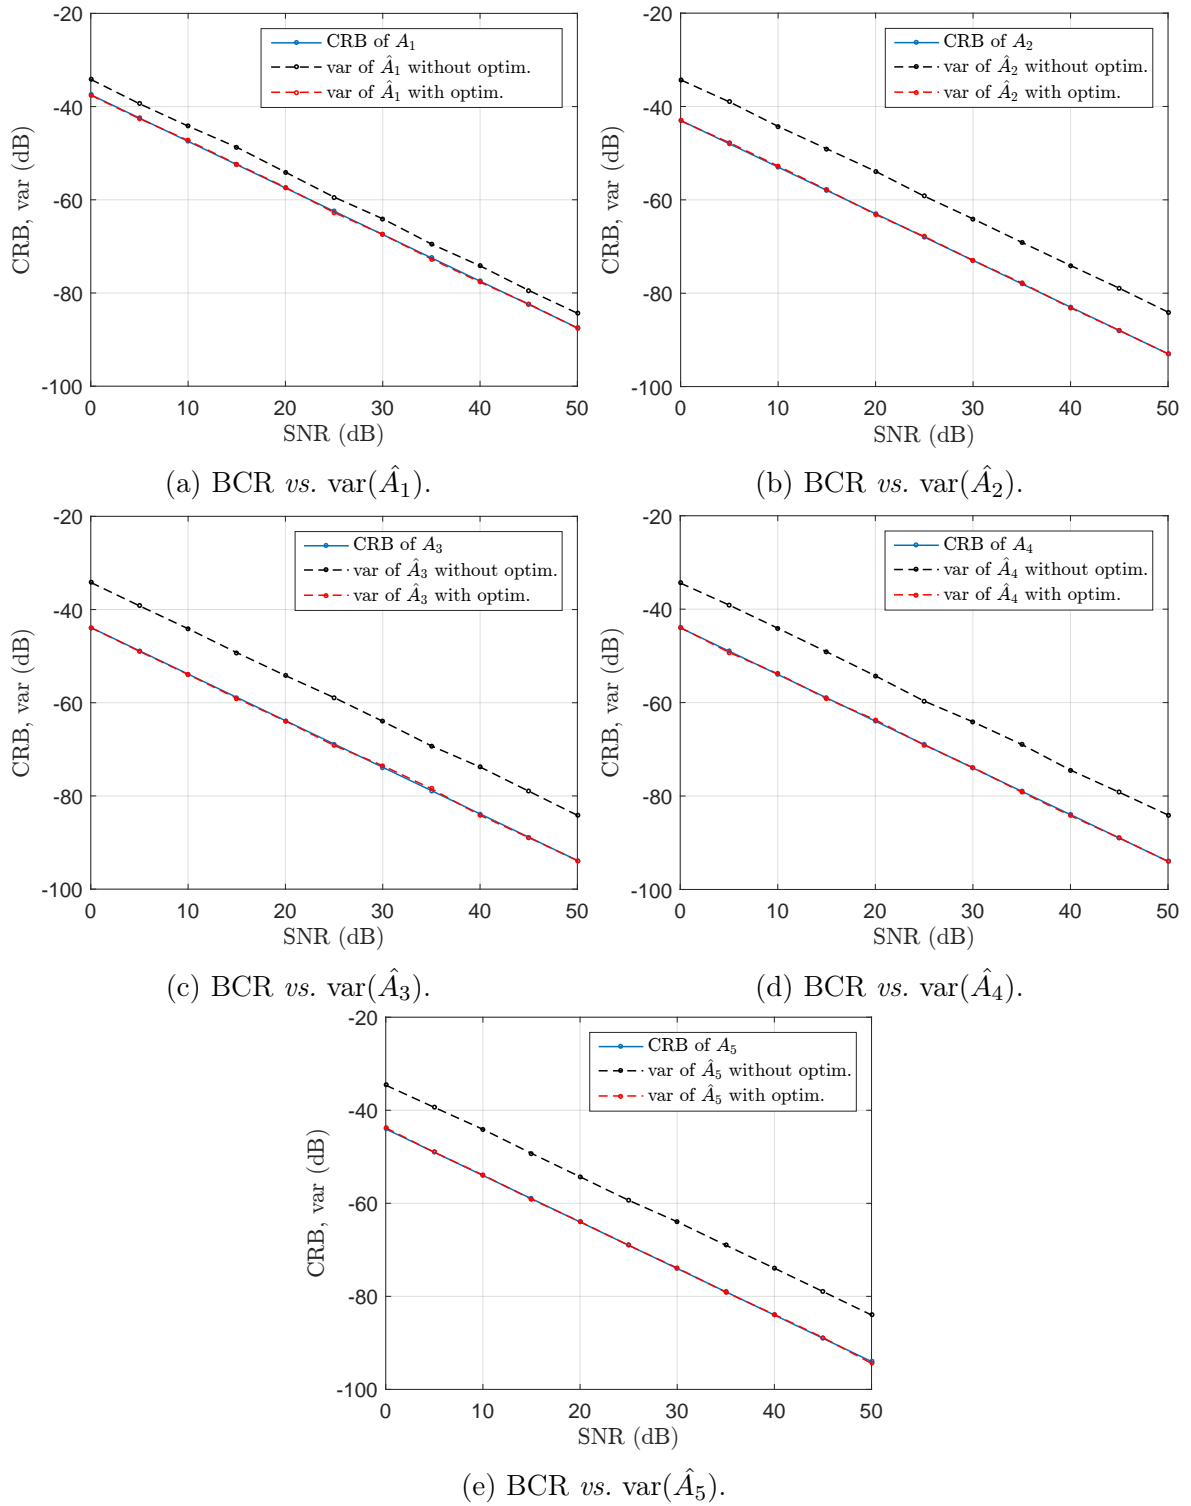 -20
-40
-60
-80
-100
0 10 20 30 40 50
CRB, var (dB)
SNR (dB)
CRB of A₁
var of Â₁ without optim.
var of Â₁ with optim.
(a) BCR vs. var(Â₁).
-20
-40
-60
-80
-100
0 10 20 30 40 50
CRB, var (dB)
SNR (dB)
CRB of A₂
var of Â₂ without optim.
var of Â₂ with optim.
(b) BCR vs. var(Â₂).
-20
-40
-60
-80
-100
0 10 20 30 40 50
CRB, var (dB)
SNR (dB)
CRB of A₃
var of Â₃ without optim.
var of Â₃ with optim.
(c) BCR vs. var(Â₃).
-20
-40
-60
-80
-100
0 10 20 30 40 50
CRB, var (dB)
SNR (dB)
CRB of A₄
var of Â₄ without optim.
var of Â₄ with optim.
(d) BCR vs. var(Â₄).
-20
-40
-60
-80
-100
0 10 20 30 40 50
CRB, var (dB)
SNR (dB)
CRB of A₅
var of Â₅ without optim.
var of Â₅ with optim.
(e) BCR vs. var(Â₅).